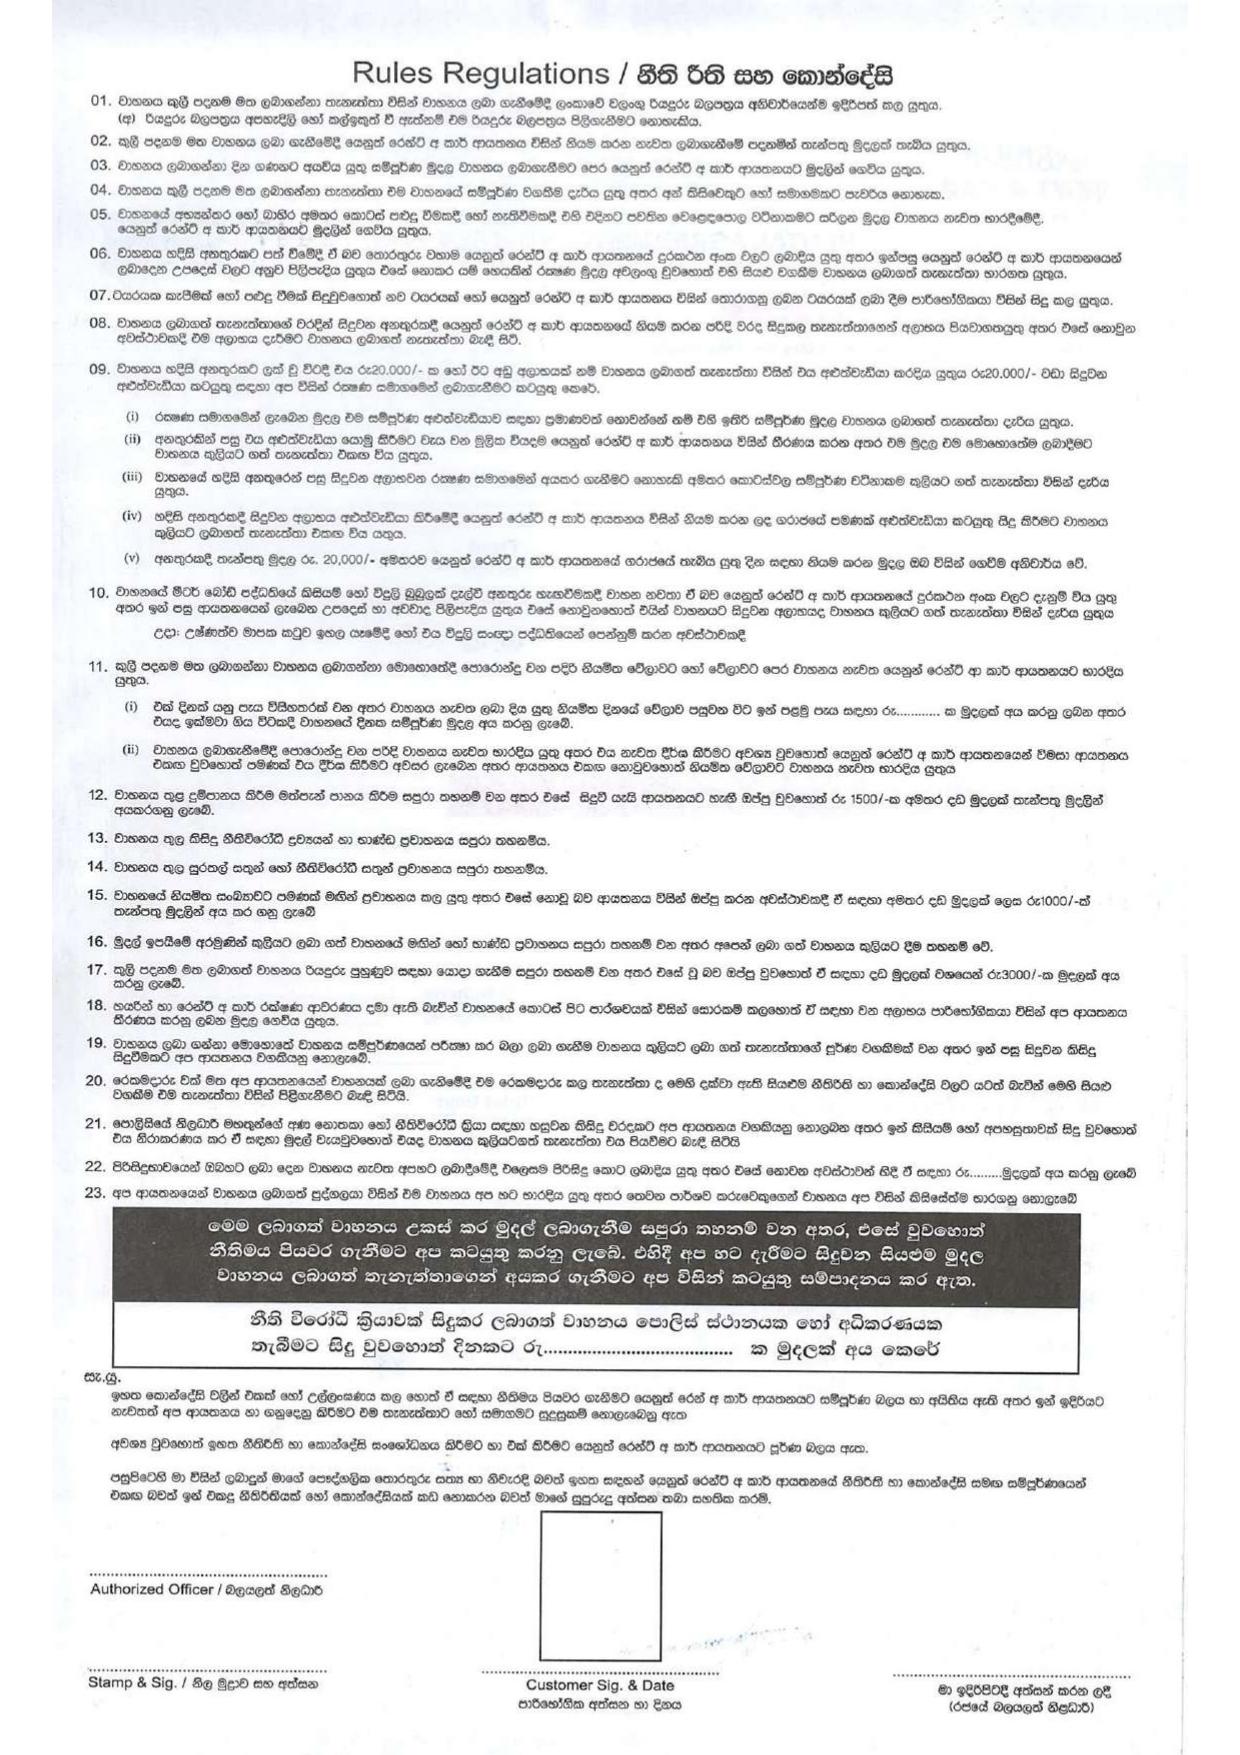 Rules Regulations / නීති රීති සහ කොන්දේසි
01. වාහනය කුලී පදනම මත ලබාගන්නා තැනැත්තා විසින් වාහනය ලබා ගැනීමේදී ලංකාවේ වලංගු රියදුරු බලපත්‍රය අනිවාර්යෙන්ම ඉදිරිපත් කල යුතුය.
(අ) රියදුරු බලපත්‍රය අපහැදිලි හෝ කල්ඉකුත් වී ඇත්නම් එම රියදුරු බලපත්‍රය පිලිගැනීමට නොහැකිය.
02. කුලී පදනම මත වාහනය ලබා ගැනීමේදී යෙනුත් රෙන්ට් අ කාර් ආයතනය විසින් නියම කරන නැවත ලබාගැනීමේ පදනමින් තැන්පතු මුදලක් තැබිය යුතුය.
03. වාහනය ලබාගන්නා දින ගණනට අයවිය යුතු සම්පූර්ණ මුදල වාහනය ලබාගැනීමට පෙර යෙනුත් රෙන්ට් අ කාර් ආයතනයට මුදලින් ගෙවිය යුතුය.
04. වාහනය කුලී පදනම මත ලබාගන්නා තැනැත්තා එම වාහනයේ සම්පූර්ණ වගකීම දැරිය යුතු අතර අන් කිසිවෙකුට හෝ සමාගමකට පැවරිය නොහැක.
05. වාහනයේ අභ්‍යන්තර හෝ බාහිර අමතර කොටස් පළුදු වීමකදී හෝ නැතිවීමකදී එහි එදිනට පවතින වෙළෙදපොල වටිනාකමට සරිලන මුදල වාහනය නැවත භාරදීමේදී,
යෙනුත් රෙන්ට් අ කාර් ආයතනයට මුදලින් ගෙවිය යුතුය.
06. වාහනය හදිසි අනතුරකට පත් වීමේදී ඒ බව තොරතුරු වහාම යෙනුත් රෙන්ට් අ කාර් ආයතනයේ දුරකථන අංක වලට ලබාදිය යුතු අතර ඉන්පසු යෙනුත් රෙන්ට් අ කාර් ආයතනයෙන්
ලබාදෙන උපදෙස් වලට අනුව පිලිපැදිය යුතුය එසේ නොකර යම් හෙයකින් රක්ෂණ මුදල අවලංගු වුවහොත් එහි සියළු වගකීම වාහනය ලබාගත් තැනැත්තා භාරගත යුතුය.
07.ටයරයක කැපීමක් හෝ පළුදු වීමක් සිදුවුවහොත් නව ටයරයක් හෝ යෙනුත් රෙන්ට් අ කාර් ආයතනය විසින් තොරාගනු ලබන ටයරයක් ලබා දීම පාරිභෝගිකයා විසින් සිදු කල යුතුය.
08. වාහනය ලබාගත් තැනැත්තාගේ වරදින් සිදුවන අනතුරකදී යෙනුත් රෙන්ට් අ කාර් ආයතනයේ නියම කරන පරිදි වරද සිදුකල තැනැත්තාගෙන් අලාභය පියවාගතයුතු අතර එසේ නොවුන
අවස්ථාවකදී එම අලාභය දැරීමට වාහනය ලබාගත් තැනැත්තා බැඳී සිටී.
09. වාහනය හදිසි අනතුරකට ලක් වූ විටදී එය රු20.000/- ක හෝ ඊට අඩු අලාභයක් නම් වාහනය ලබාගත් තැනැත්තා විසින් එය අළුත්වැඩියා කරදිය යුතුය රු20.000/- වඩා සිදුවන
අළුත්වැඩියා කටයුතු සඳහා අප විසින් රක්ෂණ සමාගමෙන් ලබාගැනීමට කටයුතු කෙරේ.
(i) රක්ෂණ සමාගමෙන් ලැබෙන මුදල එම සම්පූර්ණ අළුත්වැඩියාව සඳහා ප්‍රමාණවත් නොවන්නේ නම් එහි ඉතිරි සම්පූර්ණ මුදල වාහනය ලබාගත් තැනැත්තා දැරිය යුතුය.
(ii) අනතුරකින් පසු එය අළුත්වැඩියා යොමු කිරීමට වැය වන මූලික වියදම යෙනුත් රෙන්ට් අ කාර් ආයතනය විසින් තීරණය කරන අතර එම මුදල එම මොහොතේම ලබාදීමට
වාහනය කුලියට ගත් තැනැත්තා එකඟ විය යුතුය.
(iii) වාහනයේ හදිසි අනතුරෙන් පසු සිදුවන අලාභවන රක්ෂණ සමාගමෙන් අයකර ගැනීමට නොහැකි අමතර කොටස්වල සම්පූර්ණ වටිනාකම කුලියට ගත් තැනැත්තා විසින් දැරිය
යුතුය.
(iv) හදිසි අනතුරකදී සිදුවන අලාභය අළුත්වැඩියා කිරීමේදී යෙනුත් රෙන්ට් අ කාර් ආයතනය විසින් නියම කරන ලද ගරාජයේ පමණක් අළුත්වැඩියා කටයුතු සිදු කිරීමට වාහනය
කුලියට ලබාගත් තැනැත්තා එකඟ විය යතුය.
(v) අනතුරකදී තැන්පතු මුදල රු. 20,000/- අමතරව යෙනුත් රෙන්ට් අ කාර් ආයතනයේ ගරාජයේ තැබිය යුතු දින සඳහා නියම කරන මුදල ඔබ විසින් ගෙවීම අනිවාර්ය වේ.
10. වාහනයේ මීටර් බෝඩ් පද්ධතියේ කිසියම් හෝ විදුලි බුබුලක් දැල්වී අනතුරු හැඟවීමකදී වාහන නවතා ඒ බව යෙනුත් රෙන්ට් අ කාර් ආයතනයේ දුරකථන අංක වලට දැනුම් විය යුතු
අතර ඉන් පසු ආයතනයෙන් ලැබෙන උපදෙස් හා අවවාද පිලිපැදිය යුතුය එසේ නොවුනහොත් එයින් වාහනයට සිදුවන අලාභයද වාහනය කුලියට ගත් තැනැත්තා විසින් දැරිය යුතුය
උදා: උෂ්ණත්ව මාපක කටුව ඉහල යෑමේදී හෝ එය විදුලි සංඥා පද්ධතියෙන් පෙන්නුම් කරන අවස්ථාවකදී
11. කුලී පදනම මත ලබාගන්නා වාහනය ලබාගන්නා මොහොතේදී පොරොන්දු වන පදිරි නියමිත වේලාවට හෝ වේලාවට පෙර වාහනය නැවත යෙනුන් රෙන්ට් ආ කාර් ආයතනයට භාරදිය
යුතුය.
(i) එක් දිනක් යනු පැය විසිහතරක් වන අතර වාහනය නැවත ලබා දිය යුතු නියමිත දිනයේ වේලාව පසුවන විට ඉන් පළමු පැය සඳහා රු............ ක මුදලක් අය කරනු ලබන අතර
එයද ඉක්මවා ගිය විටකදී වාහනයේ දිනක සම්පූර්ණ මුදල අය කරනු ලැබේ.
(ii) වාහනය ලබාගැනීමේදී පොරොන්දු වන පරිදි වාහනය නැවත භාරදිය යුතු අතර එය නැවත දීර්ඝ කිරීමට අවශ්‍ය වුවහොත් යෙනුත් රෙන්ට් අ කාර් ආයතනයෙන් විමසා ආයතනය
එකඟ වුවහොත් පමණක් එය දීර්ඝ කිරීමට අවසර ලැබෙන අතර ආයතනය එකඟ නොවුවහොත් නියමිත වේලාවට වාහනය නැවත භාරදිය යුතුය
12. වාහනය තුළ දුම්පානය කිරීම මත්පැන් පානය කිරීම සපුරා තහනම් වන අතර එසේ සිදුවී යැයි ආයතනයට හැඟී ඔප්පු වුවහොත් රු 1500/-ක අමතර දඩ මුදලක් තැන්පතු මුදලින්
අයකරගනු ලැබේ.
13. වාහනය තුල කිසිදු නීතිවිරෝධී ද්‍රව්‍යයන් හා භාණ්ඩ ප්‍රවාහනය සපුරා තහනම්ය.
14. වාහනය තුල සුරතල් සතුන් හෝ නීතිවිරෝධී සතුන් ප්‍රවාහනය සපුරා තහනම්ය.
15. වාහනයේ නියමිත සංඛ්‍යාවට පමණක් මඟින් ප්‍රවාහනය කල යුතු අතර එසේ නොවූ බව ආයතනය විසින් ඔප්පු කරන අවස්ථාවකදී ඒ සඳහා අමතර දඩ මුදලක් ලෙස රු1000/-ක්
තැන්පතු මුදලින් අය කර ගනු ලැබේ
16. මුදල් ඉපයීමේ අරමුණින් කුලියට ලබා ගත් වාහනයේ මඟින් හෝ භාණ්ඩ ප්‍රවාහනය සපුරා තහනම් වන අතර අපෙන් ලබා ගත් වාහනය කුලියට දීම තහනම් වේ.
17. කුලී පදනම මත ලබාගත් වාහනය රියදුරු පුහුණුව සඳහා යොදා ගැනීම සපුරා තහනම් වන අතර එසේ වූ බව ඔප්පු වුවහොත් ඒ සඳහා දඩ මුදලක් වශයෙන් රු3000/-ක මුදලක් අය
කරනු ලැබේ.
18. හයරින් හා රෙන්ට් අ කාර් රක්ෂණ ආවරණය දමා ඇති බැවින් වාහනයේ කොටස් පිට පාර්ශවයක් විසින් සොරකම් කලහොත් ඒ සඳහා වන අලාභය පාරිභෝගිකයා විසින් අප ආයතනය
තීරණය කරනු ලබන මුදල ගෙවිය යුතුය.
19. වාහනය ලබා ගන්නා මොහොතේ වාහනය සම්පූර්ණයෙන් පරීක්ෂා කර බලා ලබා ගැනීම වාහනය කුලියට ලබා ගත් තැනැත්තාගේ පූර්ණ වගකීමක් වන අතර ඉන් පසු සිදුවන කිසිදු
සිදුවීමකට අප ආයතනය වගකියනු නොලැබේ.
20. රෙකමදාරු වක් මත අප ආයතනයෙන් වාහනයක් ලබා ගැනීමේදී එම රෙකමදාරු කල තැනැත්තා ද මෙහි දක්වා ඇති සියළුම නීතිරීති හා කොන්දේසි වලට යටත් බැවින් මෙහි සියළු
වගකීම එම තැනැත්තා විසින් පිළිගැනීමට බැඳි සිටියි.
21. පොලිසියේ නිලධාරී මහතුන්ගේ අණ නොතකා හෝ නීතිවිරෝධී ක්‍රියා සඳහා හසුවන කිසිදු වරදකට අප ආයතනය වගකියනු නොලබන අතර ඉන් කිසියම් හෝ අපහසුතාවක් සිදු වුවහොත්
එය නිරාකරණය කර ඒ සඳහා මුදල් වැයවුවහොත් එයද වාහනය කුලියටගත් තැනැත්තා එය පියවීමට බැඳී සිටියි
22. පිරිසිදුභාවයෙන් ඔබහට ලබා දෙන වාහනය නැවත අපහට ලබාදීමේදී එලෙසම පිරිසිදු කොට ලබාදිය යුතු අතර එසේ නොවන අවස්ථාවන් හිදී ඒ සඳහා රු.........මුදලක් අය කරනු ලැබේ
23. අප ආයතනයෙන් වාහනය ලබාගත් පුද්ගලයා විසින් එම වාහනය අප හට භාරදිය යුතු අතර තෙවන පාර්ශව කරුවෙකුගෙන් වාහනය අප විසින් කිසිසේත්ම භාරගනු නොලැබේ
මෙම ලබාගත් වාහනය උකස් කර මුදල් ලබාගැනීම සපුරා තහනම් වන අතර, එසේ වුවහොත්
නීතිමය පියවර ගැනීමට අප කටයුතු කරනු ලැබේ. එහිදී අප හට දැරීමට සිදුවන සියළුම මුදල
වාහනය ලබාගත් තැනැත්තාගෙන් අයකර ගැනීමට අප විසින් කටයුතු සම්පාදනය කර ඇත.
නීති විරෝධී ක්‍රියාවක් සිදුකර ලබාගත් වාහනය පොලිස් ස්ථානයක හෝ අධිකරණයක
තැබීමට සිදු වුවහොත් දිනකට රු...................................... ක මුදලක් අය කෙරේ
සැ.යු.
ඉහත කොන්දේසි වලින් එකක් හෝ උල්ලංඝණය කල හොත් ඒ සඳහා නීතිමය පියවර ගැනීමට යෙනුත් රෙන් අ කාර් ආයතනයට සම්පූර්ණ බලය හා අයිතිය ඇති අතර ඉන් ඉදිරියට
නැවතත් අප ආයතනය හා ගනුදෙනු කිරීමට එම තැනැත්තාට හෝ සමාගමට සුදුසුකම් නොලැබෙනු ඇත
අවශ්‍ය වුවහොත් ඉහත නීතිරීති හා කොන්දේසි සංශෝධනය කිරීමට හා එක් කිරීමට යෙනුත් රෙන්ට් අ කාර් ආයතනයට පූර්ණ බලය ඇත.
පසුපිටෙහි මා විසින් ලබාදුන් මාගේ පෞද්ගලික තොරතුරු සත්‍ය හා නිවැරදි බවත් ඉහත සඳහන් යෙනුත් රෙන්ට් අ කාර් ආයතනයේ නීතිරීති හා කොන්දේසි සමඟ සම්පූර්ණයෙන්
එකඟ බවත් ඉන් එකදු නීතිරීතියක් හෝ කොන්දේසියක් කඩ නොකරන බවත් මාගේ සුපුරුදු අත්සන තබා සහතික කරමි.
Authorized Officer / බලයලත් නිලධාරී
Stamp & Sig. / නිල මුද්‍රාව සහ අත්සන
Customer Sig. & Date
පාරිභෝගික අත්සන හා දිනය
මා ඉදිරිපිටදී අත්සන් කරන ලදී
(රජයේ බලයලත් නිළධාරී)